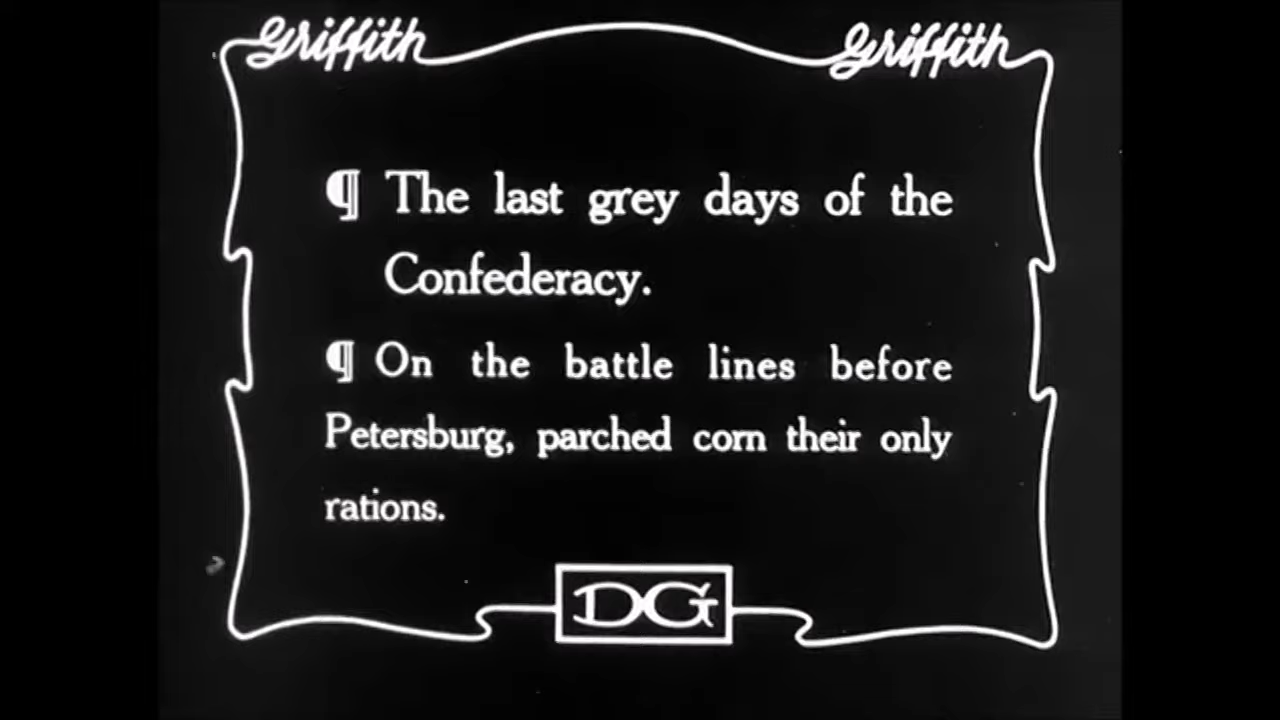 Griffith Griffith
¶ The last grey days of the
Confederacy.
¶ On the battle lines before
Petersburg, parched corn their only
rations.
DG